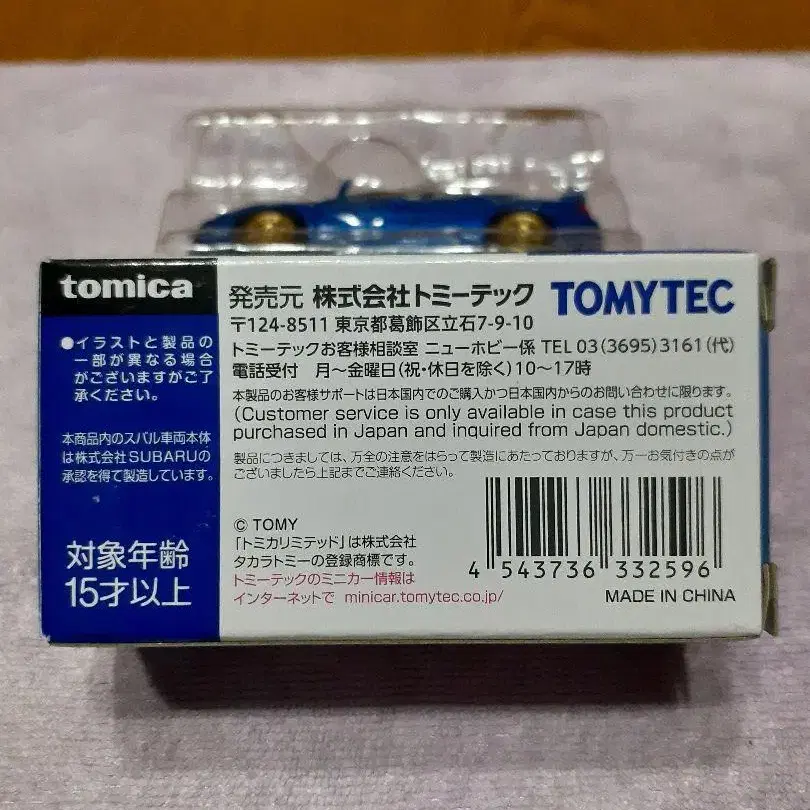 tomica
●イラストと製品の
一部が異なる場合
がございますがご了
承ください。
本商品内のスバル車両本体
は株式会社SUBARUの
承認を得て製造しています。
対象年齢
15才以上
発売元 株式会社トミーテック TOMYTEC
〒124-8511 東京都葛飾区立石7-9-10
トミーテックお客様相談室 ニューホビー係 TEL 03(3695)3161(代)
電話受付 月〜金曜日(祝・休日を除く)10〜17時
本製品のお客様サポートは日本国内でのご購入かつ日本国内からのお問い合わせに限ります。
(Customer service is only available in case this product
purchased in Japan and inquired from Japan domestic.)
製品につきましては、万全の注意をはらって製造にあたっておりますが、万一お気付きの点が
ございましたら上記までご連絡ください。
© TOMY
「トミカリミテッド」は株式会社
タカラトミーの登録商標です。
トミーテックのミニカー情報は
インターネットで minicar.tomytec.co.jp/
4 543736 332596
MADE IN CHINA